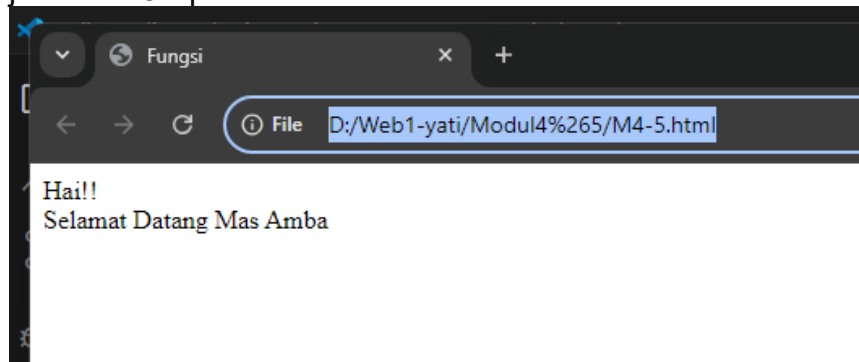 Fungsi
File D:/Web1-yati/Modul4%265/M4-5.html
Hai!!
Selamat Datang Mas Amba